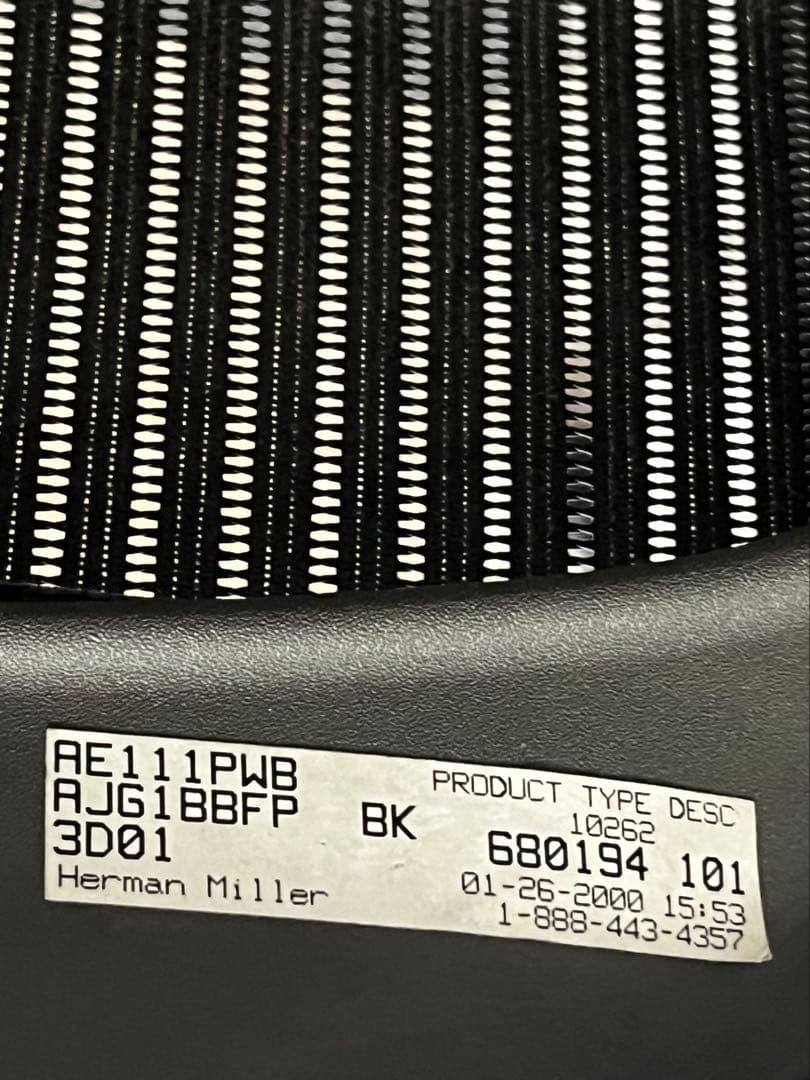 AE111PWB
AJG1BBFP BK
3D01
Herman Miller
PRODUCT TYPE DESC
10262
680194 101
01-26-2000 15:53
1-888-443-4357